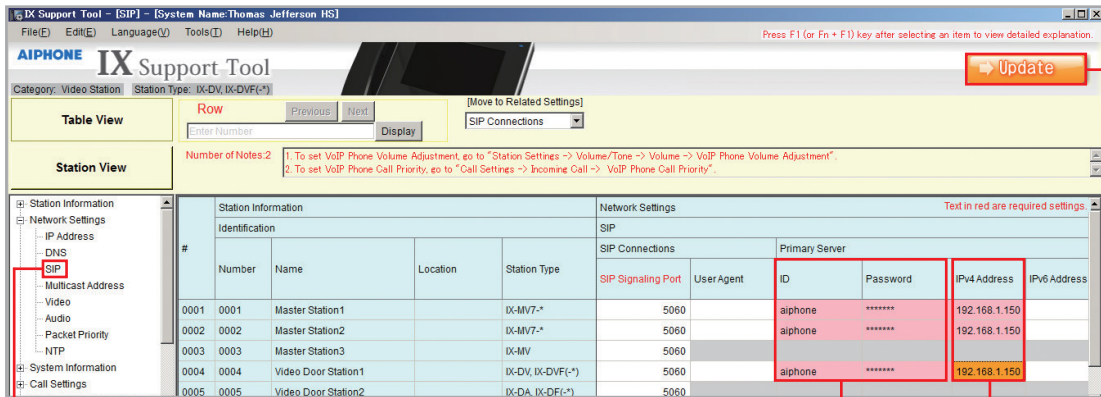 IX Support Tool - [SIP] - [System Name:Thomas Jefferson HS]
File(F) Edit(E) Language(V) Tools(T) Help(H)
Press F1 (or Fn + F1) key after selecting an item to view detailed explanation.
AIPHONE IX Support Tool
Update
Category: Video Station Station Type: IX-DV, IX-DVF(-*)
Table View
Row Previous Next
Enter Number Display
[Move to Related Settings]
SIP Connections
Station View
Number of Notes:2
1. To set VoIP Phone Volume Adjustment, go to "Station Settings -> Volume/Tone -> Volume -> VoIP Phone Volume Adjustment".
2. To set VoIP Phone Call Priority, go to "Call Settings -> Incoming Call -> VoIP Phone Call Priority".
Station Information
Network Settings
IP Address
DNS
SIP
Multicast Address
Video
Audio
Packet Priority
NTP
System Information
Call Settings
Station Information Network Settings Text in red are required settings.
Identification SIP
# SIP Connections Primary Server
Number Name Location Station Type SIP Signaling Port User Agent ID Password IPv4 Address IPv6 Address
0001 0001 Master Station1 IX-MV7-* 5060 aiphone ******* 192.168.1.150
0002 0002 Master Station2 IX-MV7-* 5060 aiphone ******* 192.168.1.150
0003 0003 Master Station3 IX-MV 5060
0004 0004 Video Door Station1 IX-DV, IX-DVF(-*) 5060 aiphone ******* 192.168.1.150
0005 0005 Video Door Station2 IX-DA, IX-DF(-*) 5060